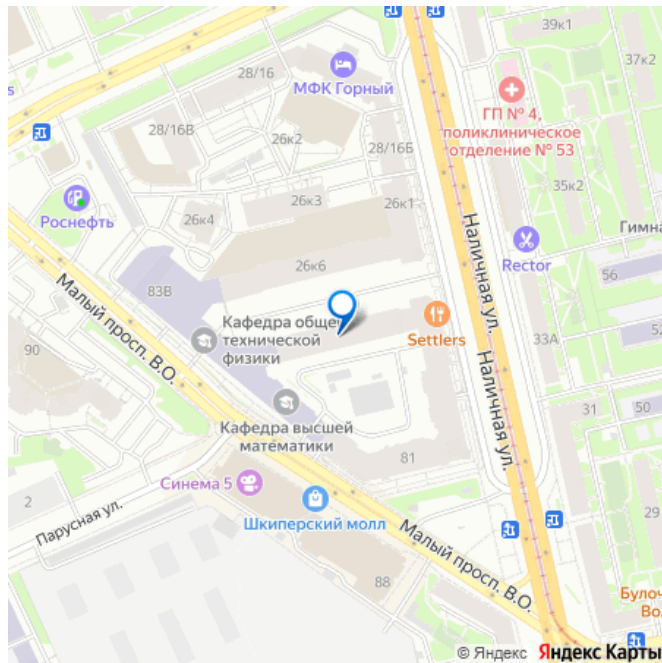 39к1
37к2
28/16
МФК Горный
ГП № 4,
поликлиническое
отделение № 53
28/16В
26к2
28/16Б
35к2
Роснефть
26к4
26к3
26к1
Наличная ул.
Гимна
Rector
56
26к6
83В
Малый просп. В.О.
Кафедра общей
технической
физики
Settlers
52
33А
90
Наличная ул.
31
50
Кафедра высшей
математики
81
Синема 5
2
Парусная ул.
Шкиперский молл
Малый просп. В.О.
29
88
Булоч
Во
© Яндекс Яндекс Карты